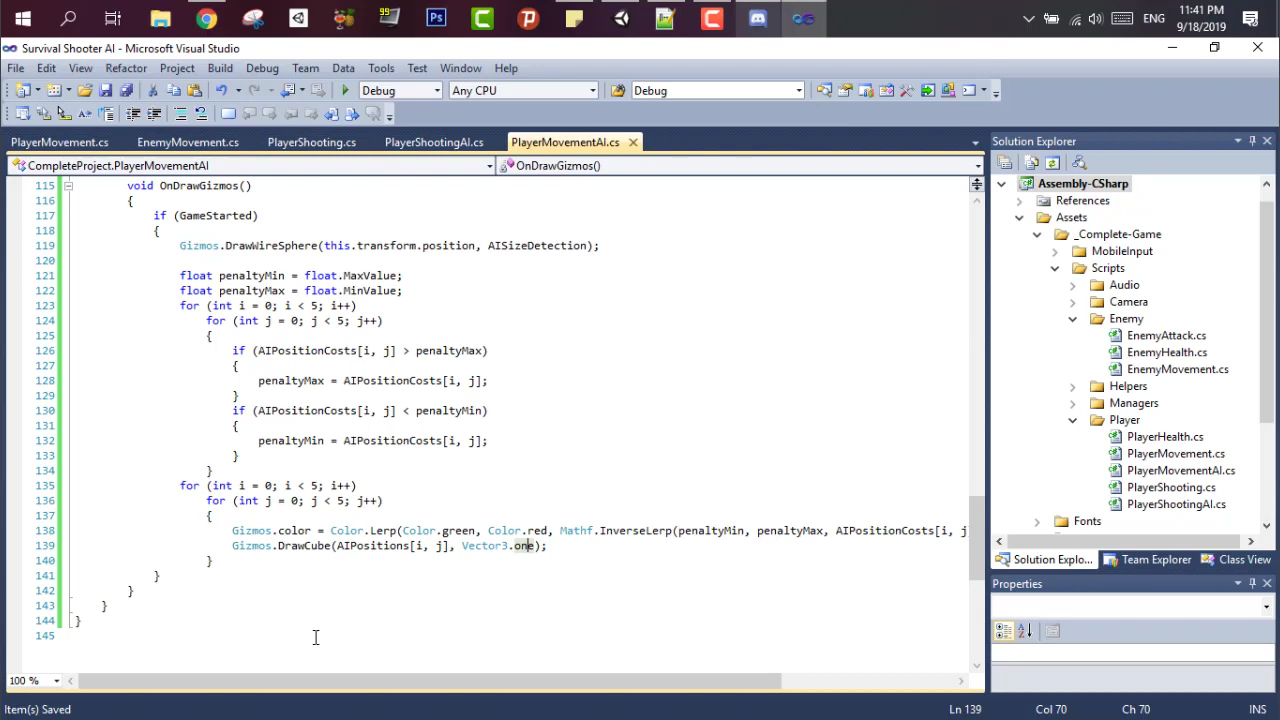 99
Ps
ENG
11:41 PM
9/18/2019
Survival Shooter AI - Microsoft Visual Studio
File Edit View Refactor Project Build Debug Team Data Tools Test Window Help
Debug Any CPU Debug
PlayerMovement.cs EnemyMovement.cs PlayerShooting.cs PlayerShootingAI.cs PlayerMovementAI.cs
CompleteProject.PlayerMovementAI OnDrawGizmos()
115 void OnDrawGizmos()
116 {
117 if (GameStarted)
118 {
119 Gizmos.DrawWireSphere(this.transform.position, AISizeDetection);
120
121 float penaltyMin = float.MaxValue;
122 float penaltyMax = float.MinValue;
123 for (int i = 0; i < 5; i++)
124 for (int j = 0; j < 5; j++)
125 {
126 if (AIPositionCosts[i, j] > penaltyMax)
127 {
128 penaltyMax = AIPositionCosts[i, j];
129 }
130 if (AIPositionCosts[i, j] < penaltyMin)
131 {
132 penaltyMin = AIPositionCosts[i, j];
133 }
134 }
135 for (int i = 0; i < 5; i++)
136 for (int j = 0; j < 5; j++)
137 {
138 Gizmos.color = Color.Lerp(Color.green, Color.red, Mathf.InverseLerp(penaltyMin, penaltyMax, AIPositionCosts[i, j
139 Gizmos.DrawCube(AIPositions[i, j], Vector3.one);
140 }
141 }
142 }
143 }
144 }
145
100 %
Solution Explorer
Assembly-CSharp
References
Assets
_Complete-Game
MobileInput
Scripts
Audio
Camera
Enemy
EnemyAttack.cs
EnemyHealth.cs
EnemyMovement.cs
Helpers
Managers
Player
PlayerHealth.cs
PlayerMovement.cs
PlayerMovementAI.cs
PlayerShooting.cs
PlayerShootingAI.cs
Fonts
Solution Explo... Team Explorer Class View
Properties
Item(s) Saved Ln 139 Col 70 Ch 70 INS